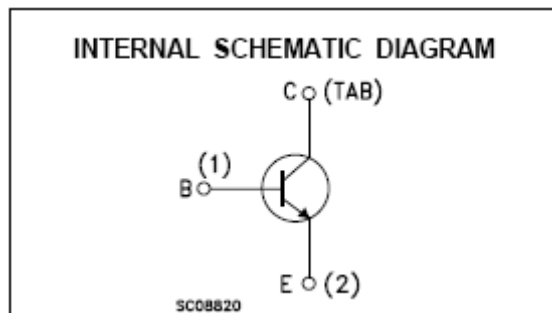 INTERNAL SCHEMATIC DIAGRAM
C (TAB)
(1)
B
E (2)
SC08820